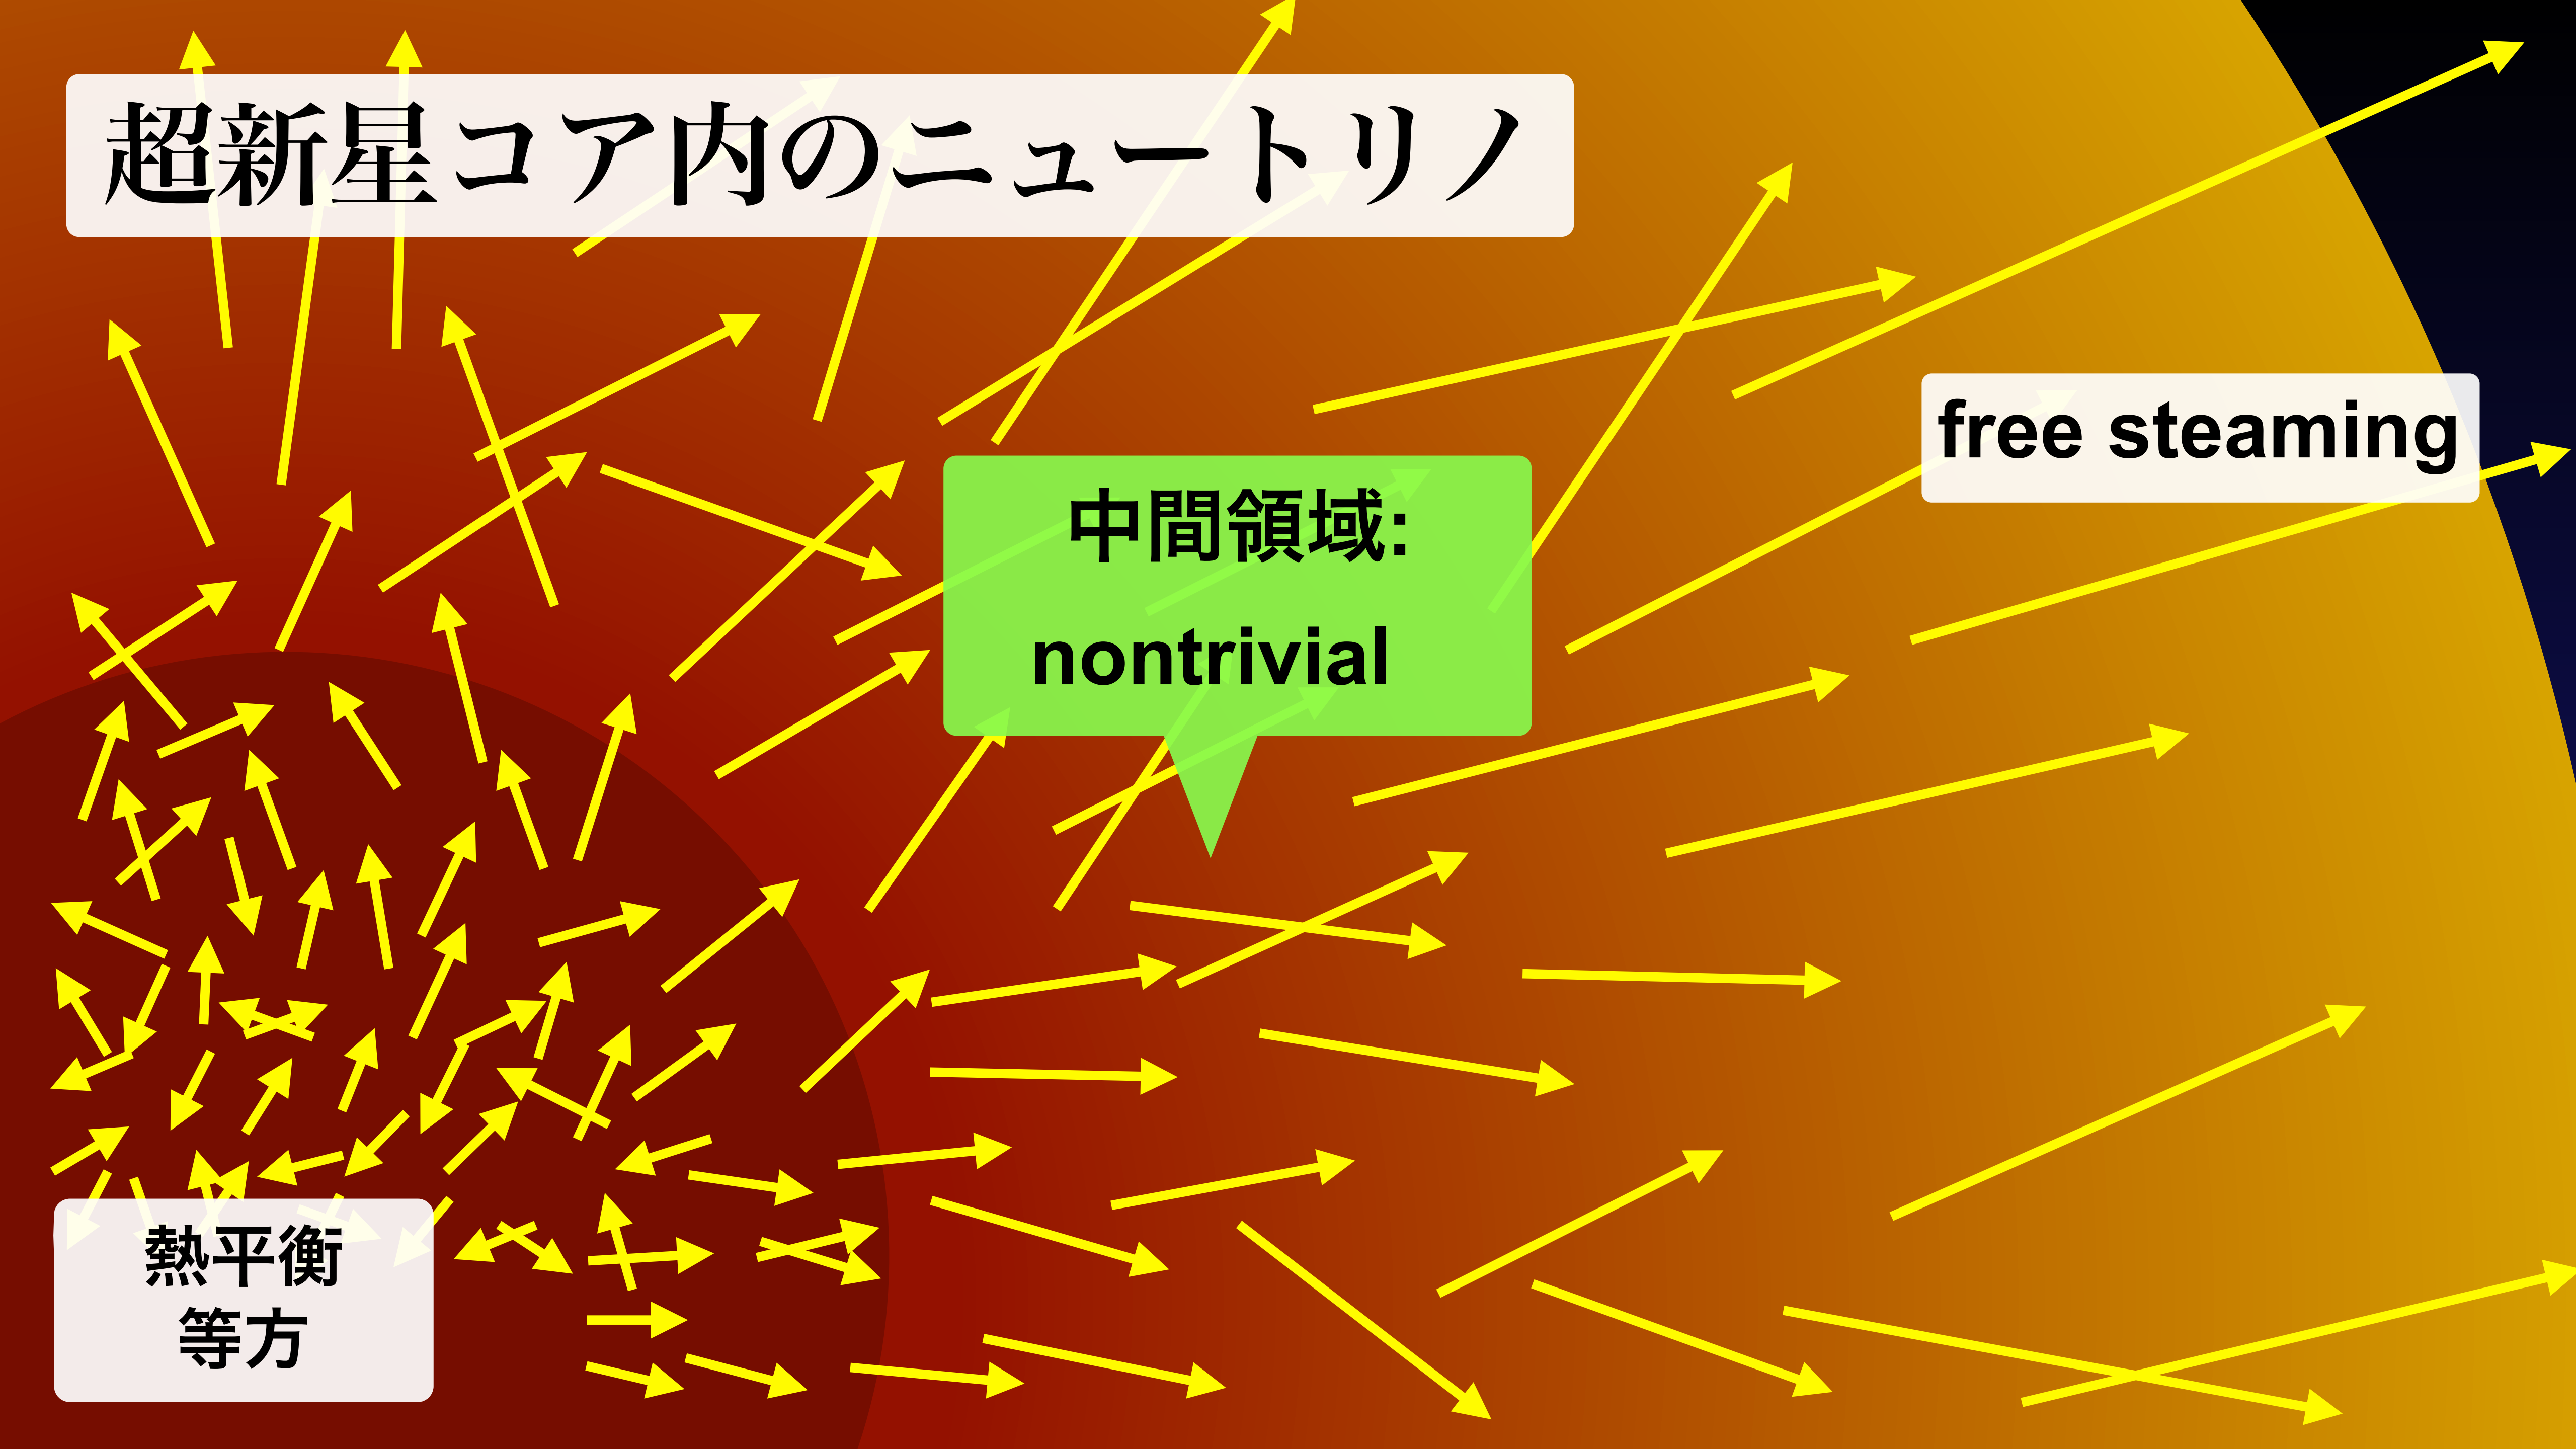 超新星コア内のニュートリノ
free steaming
中間領域:
nontrivial
熱平衡
等方